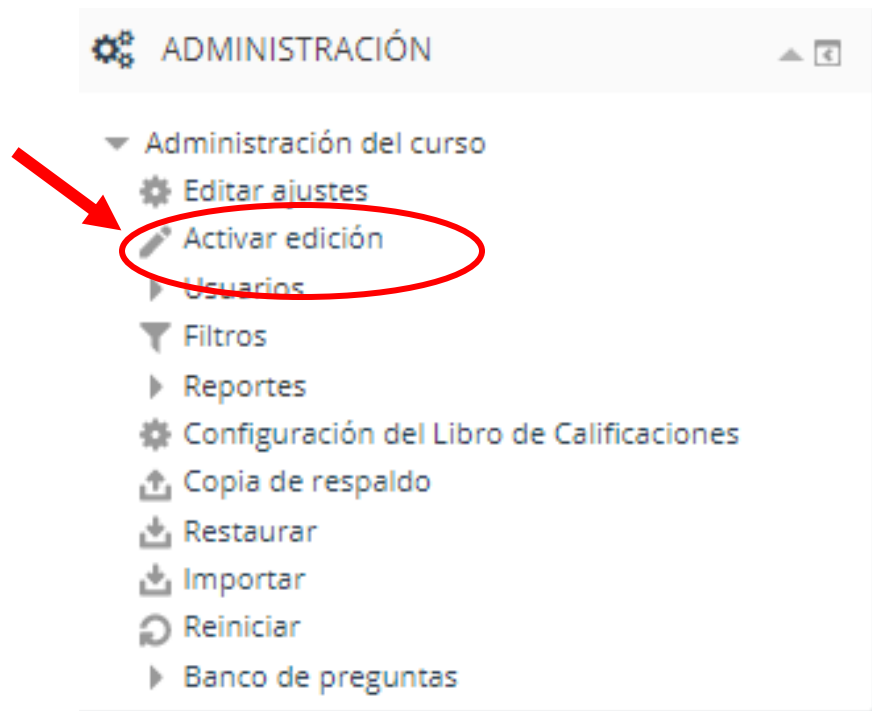 ADMINISTRACIÓN
Administración del curso
Editar ajustes
Activar edición
Usuarios
Filtros
Reportes
Configuración del Libro de Calificaciones
Copia de respaldo
Restaurar
Importar
Reiniciar
Banco de preguntas